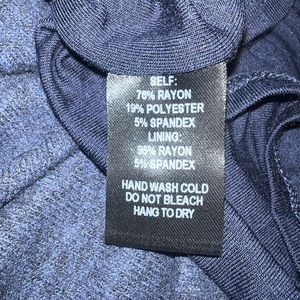 SELF:
76% RAYON
19% POLYESTER
5% SPANDEX
LINING:
95% RAYON
5% SPANDEX
HAND WASH COLD
DO NOT BLEACH
HANG TO DRY